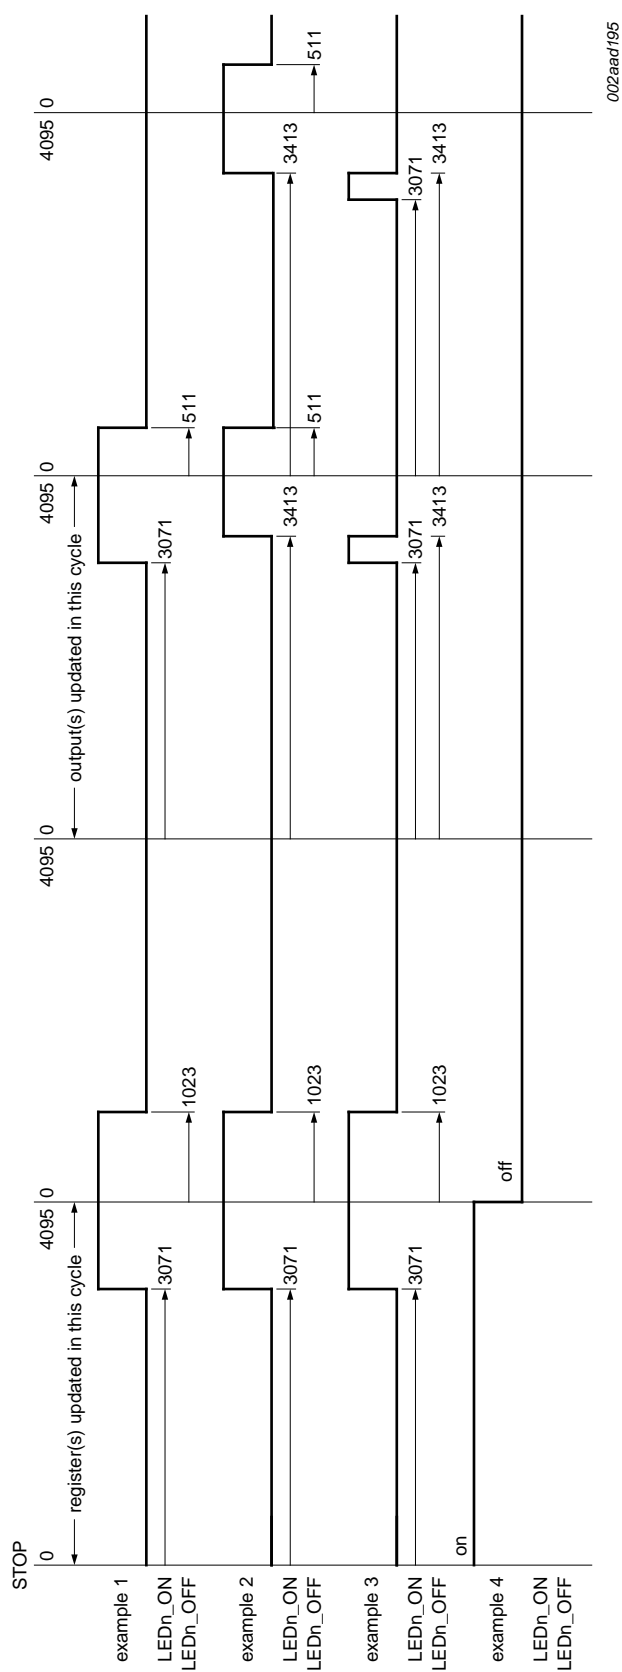 STOP
0 4095 0 4095 0 4095 0 4095 0
register(s) updated in this cycle output(s) updated in this cycle
example 1
LEDn_ON 3071 3071
LEDn_OFF 1023 511
example 2
LEDn_ON 3071 3413 3413
LEDn_OFF 1023 511 511
example 3
LEDn_ON 3071 3071 3071
LEDn_OFF 1023 3413 3413
on
example 4 off
LEDn_ON
LEDn_OFF
002aad195